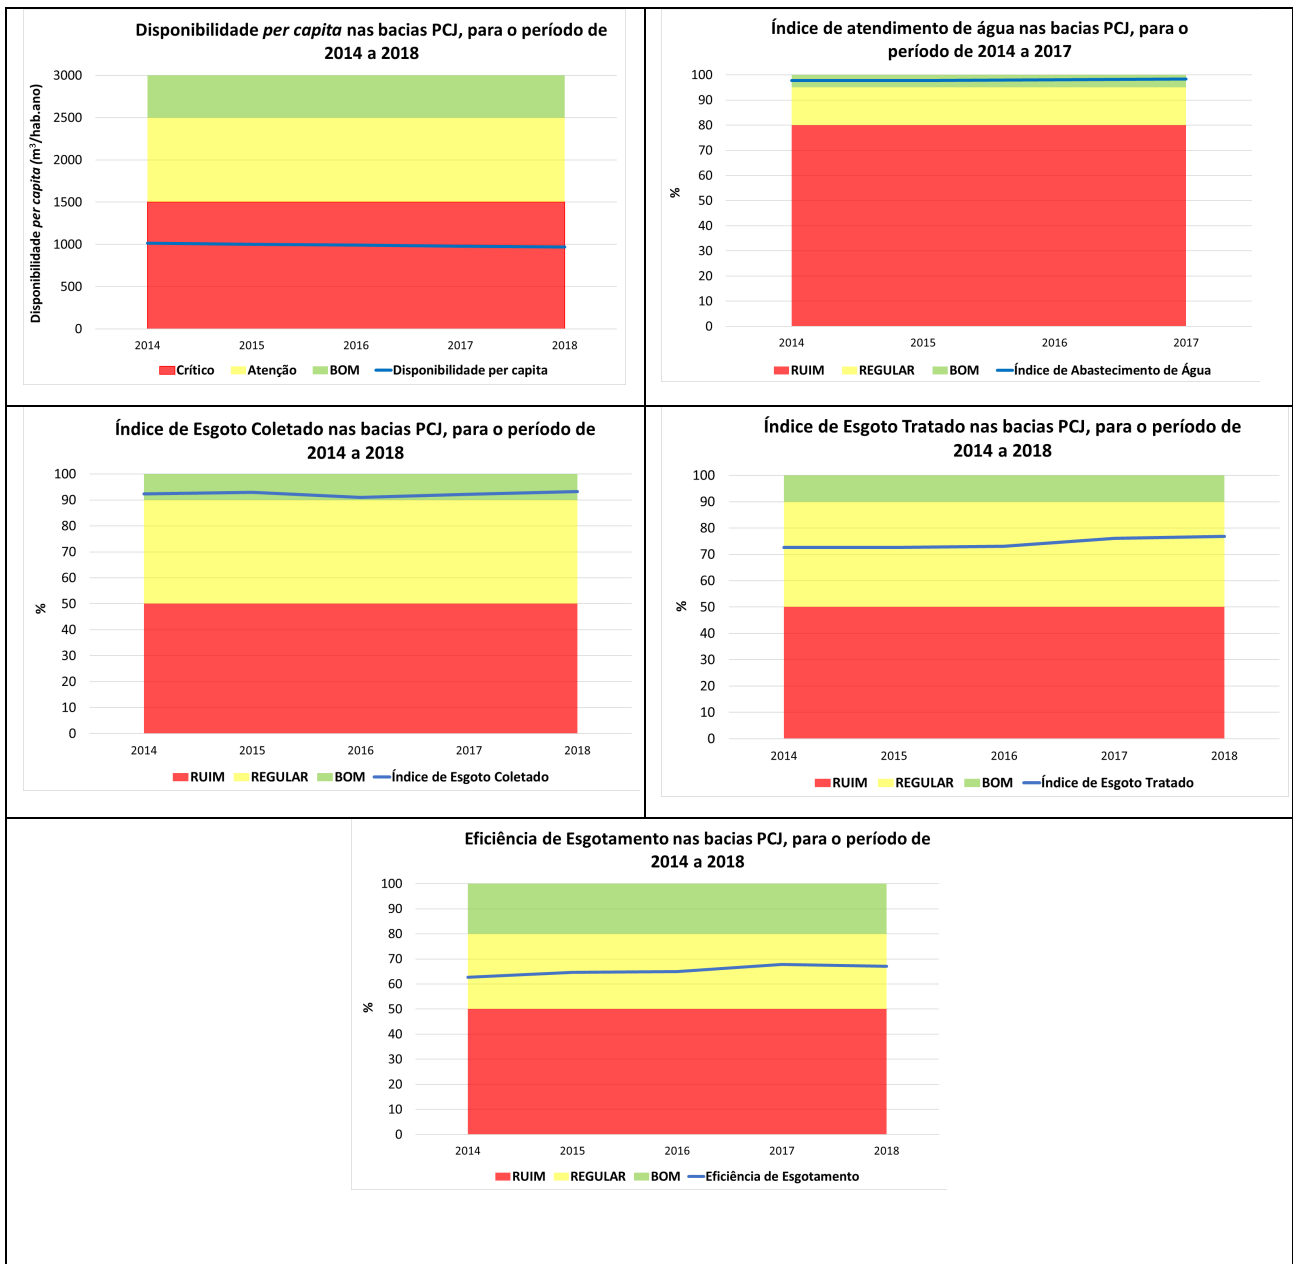 Disponibilidade per capita nas bacias PCJ, para o período de
2014 a 2018
Disponibilidade per capita (m³/hab.ano)
3000
2500
2000
1500
1000
500
0
2014 2015 2016 2017 2018
Crítico Atenção BOM Disponibilidade per capita
Índice de atendimento de água nas bacias PCJ, para o
período de 2014 a 2017
%
100
90
80
70
60
50
40
30
20
10
0
2014 2015 2016 2017
RUIM REGULAR BOM Índice de Abastecimento de Água
Índice de Esgoto Coletado nas bacias PCJ, para o período de
2014 a 2018
%
100
90
80
70
60
50
40
30
20
10
0
2014 2015 2016 2017 2018
RUIM REGULAR BOM Índice de Esgoto Coletado
Índice de Esgoto Tratado nas bacias PCJ, para o período de
2014 a 2018
%
100
90
80
70
60
50
40
30
20
10
0
2014 2015 2016 2017 2018
RUIM REGULAR BOM Índice de Esgoto Tratado
Eficiência de Esgotamento nas bacias PCJ, para o período de
2014 a 2018
%
100
90
80
70
60
50
40
30
20
10
0
2014 2015 2016 2017 2018
RUIM REGULAR BOM Eficiência de Esgotamento